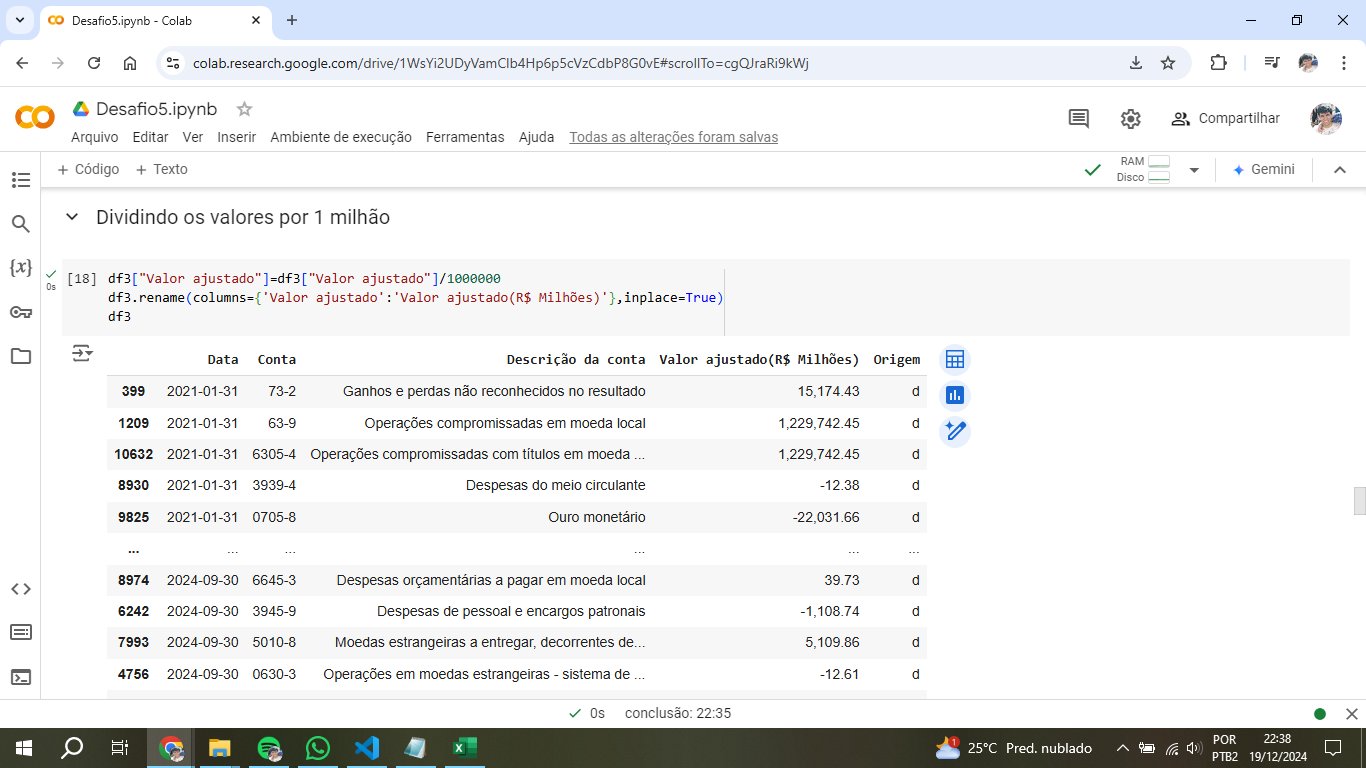 Desafio5.ipynb - Colab
colab.research.google.com/drive/1WsYi2UDyVamCIb4Hp6p5cVzCdbP8G0vE#scrollTo=cgQJraRi9kWj
Desafio5.ipynb
Arquivo Editar Ver Inserir Ambiente de execução Ferramentas Ajuda Todas as alterações foram salvas
Compartilhar
+ Código + Texto
RAM
Disco
Gemini
Dividindo os valores por 1 milhão
[18] df3["Valor ajustado"]=df3["Valor ajustado"]/1000000
0s
df3.rename(columns={'Valor ajustado':'Valor ajustado(R$ Milhões)'},inplace=True)
df3
Data Conta Descrição da conta Valor ajustado(R$ Milhões) Origem
399 2021-01-31 73-2 Ganhos e perdas não reconhecidos no resultado 15,174.43 d
1209 2021-01-31 63-9 Operações compromissadas em moeda local 1,229,742.45 d
10632 2021-01-31 6305-4 Operações compromissadas com títulos em moeda ... 1,229,742.45 d
8930 2021-01-31 3939-4 Despesas do meio circulante -12.38 d
9825 2021-01-31 0705-8 Ouro monetário -22,031.66 d
... ... ... ... ... ...
8974 2024-09-30 6645-3 Despesas orçamentárias a pagar em moeda local 39.73 d
6242 2024-09-30 3945-9 Despesas de pessoal e encargos patronais -1,108.74 d
7993 2024-09-30 5010-8 Moedas estrangeiras a entregar, decorrentes de... 5,109.86 d
4756 2024-09-30 0630-3 Operações em moedas estrangeiras - sistema de ... -12.61 d
0s conclusão: 22:35
1 25°C Pred. nublado
POR
PTB2
22:38
19/12/2024